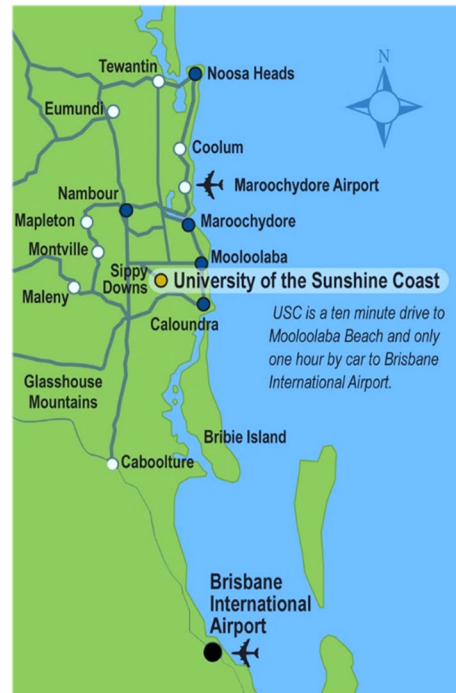 Tewantin
N
Noosa Heads
Eumundi
Coolum
Maroochydore Airport
Nambour
Mapleton
Maroochydore
Montville
Mooloolaba
Sippy
Downs
University of the Sunshine Coast
Maleny
Caloundra
USC is a ten minute drive to
Mooloolaba Beach and only
one hour by car to Brisbane
International Airport.
Glasshouse
Mountains
Bribie Island
Caboolture
Brisbane
International
Airport